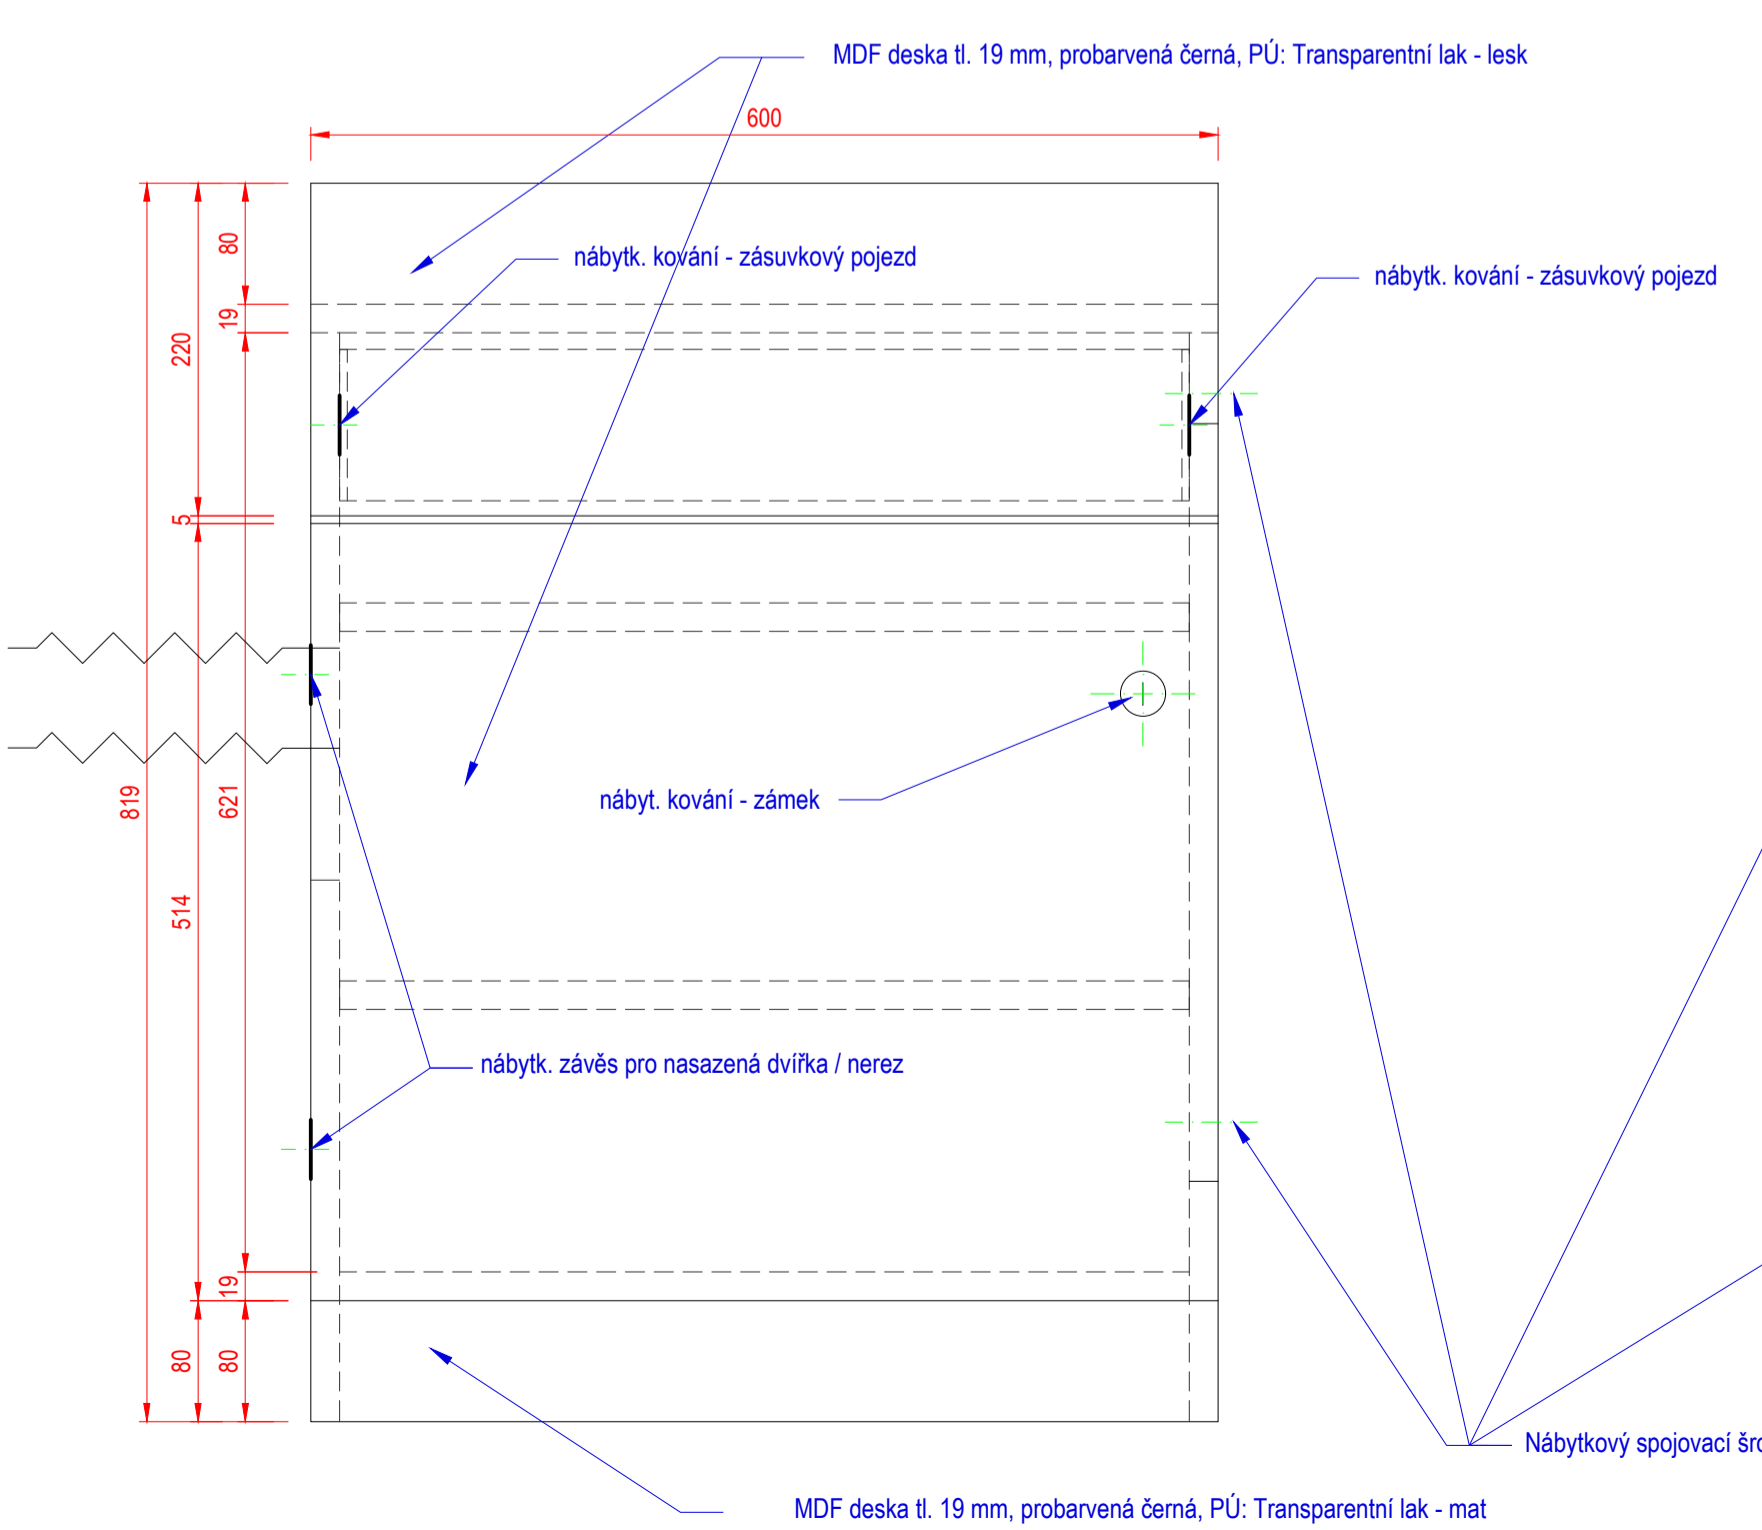 MDF deska tl. 19 mm, probarvená černá, PÚ: Transparentní lak - lesk
600
80
nábytk. kování - zásuvkový pojezd
nábytk. kování - zásuvkový pojezd
19
220
5
819
621
nábyt. kování - zámek
514
nábytk. závěs pro nasazená dvířka / nerez
19
80
80
Nábytkový spojovací
MDF deska tl. 19 mm, probarvená černá, PÚ: Transparentní lak - mat